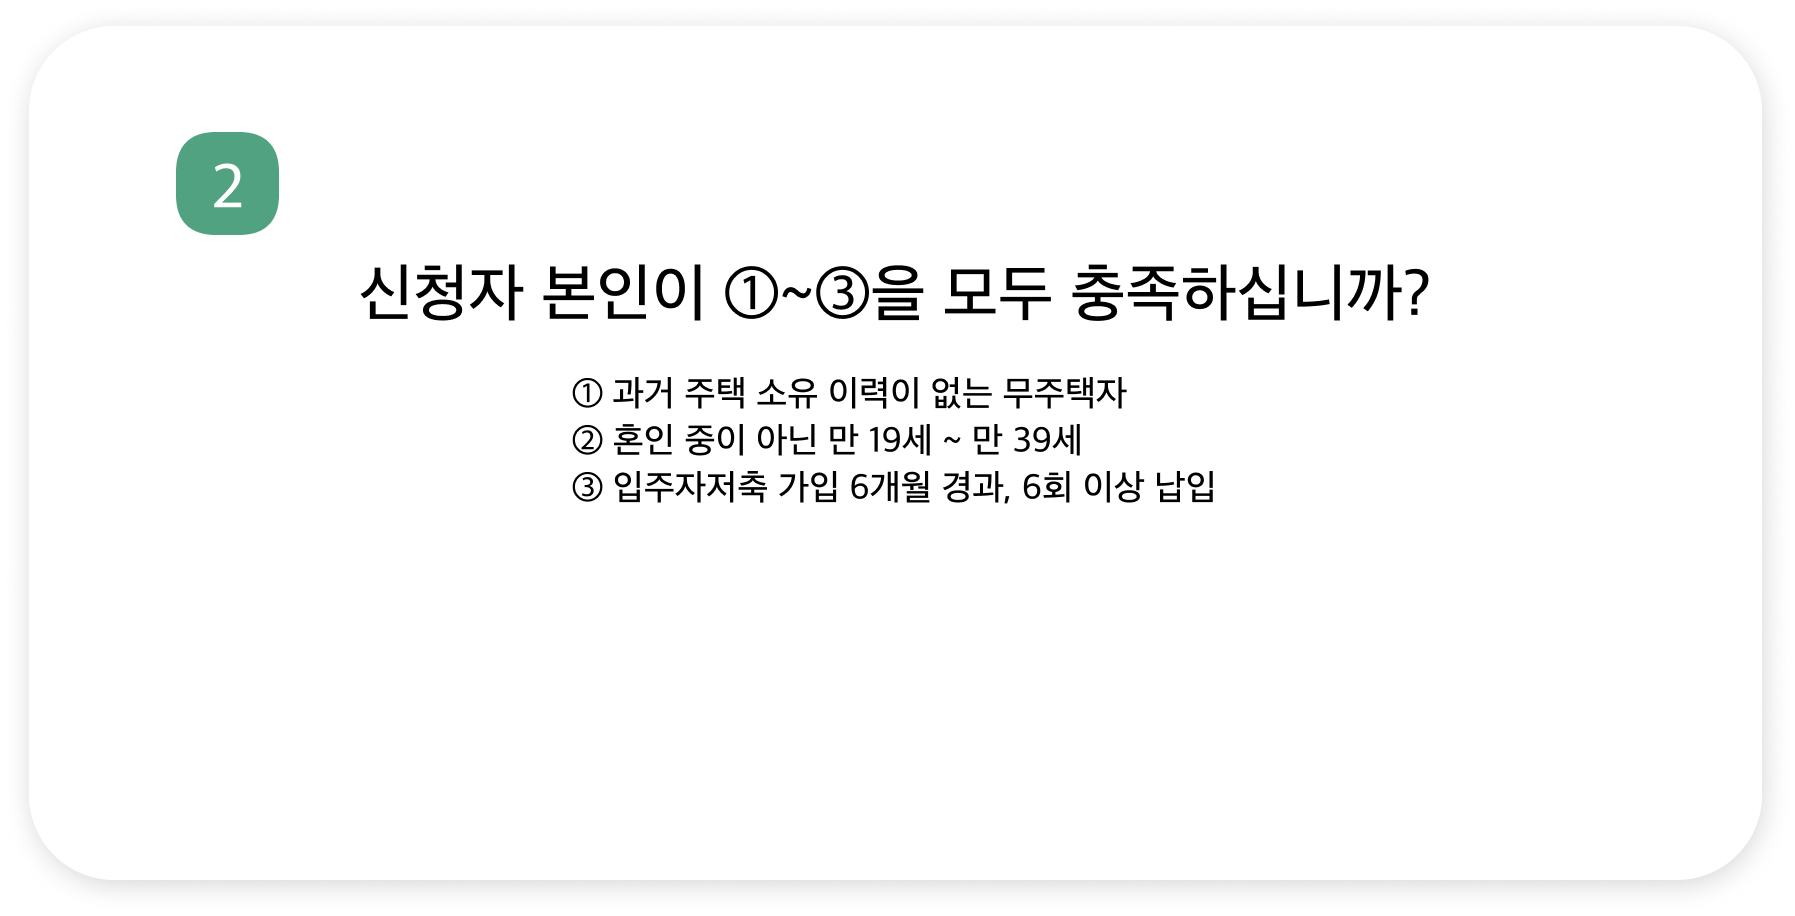 2
신청자 본인이 ①~③을 모두 충족하십니까?
① 과거 주택 소유 이력이 없는 무주택자
② 혼인 중이 아닌 만 19세 ~ 만 39세
③ 입주자저축 가입 6개월 경과, 6회 이상 납입